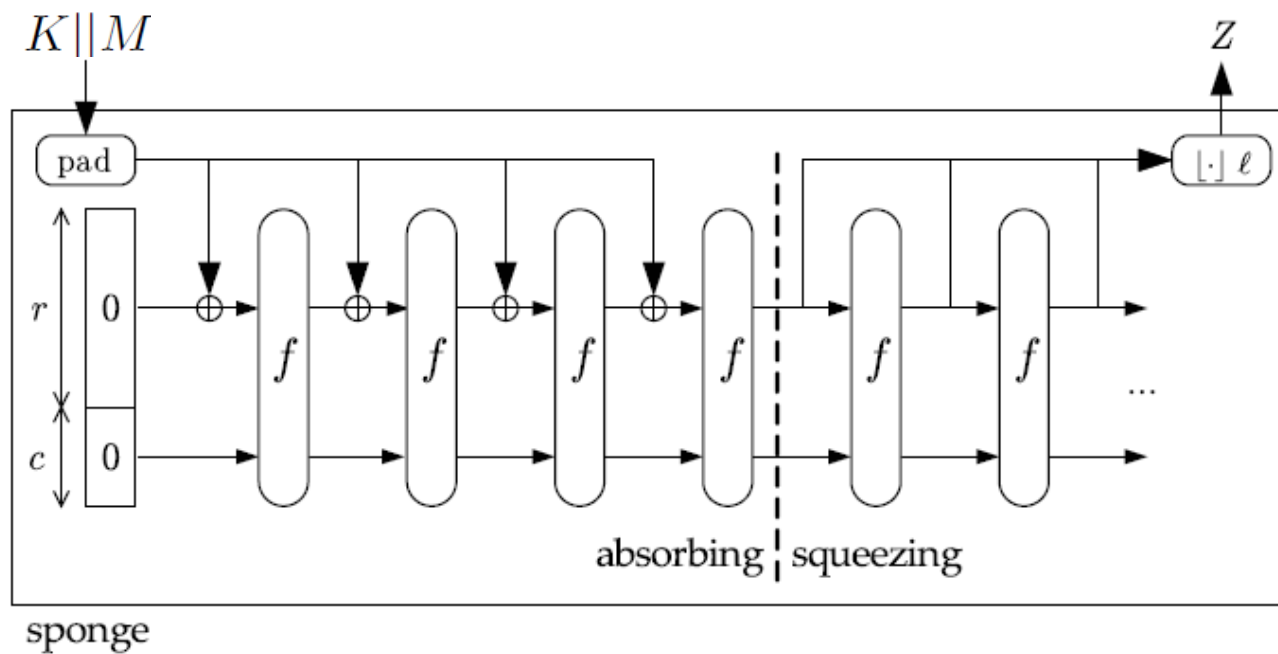 K||M
Z
pad
⌊·⌋ ℓ
r
0
f
f
f
f
f
f
...
c
0
absorbing
squeezing
sponge